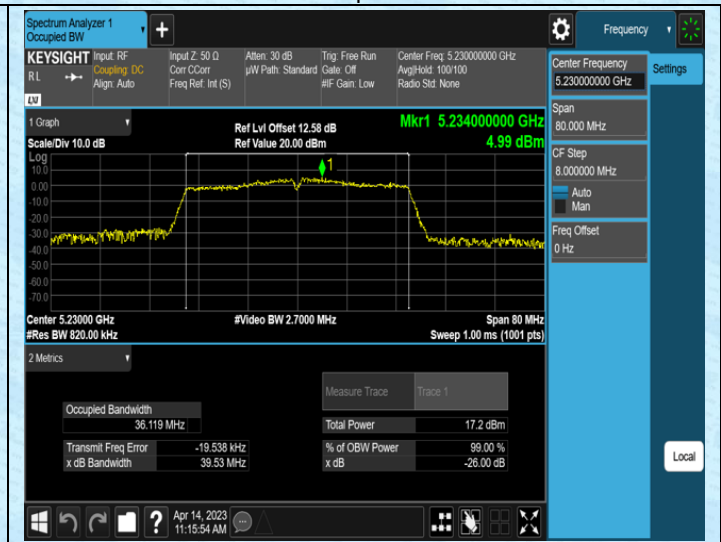 Spectrum Analyzer 1
Occupied BW
Frequency
KEYSIGHT Input: RF Input Z: 50 Ω Atten: 30 dB Trig: Free Run Center Freq: 5.230000000 GHz
R L Coupling: DC Corr CCorr µW Path: Standard Gate: Off Avg|Hold: 100/100
Align: Auto Freq Ref: Int (S) #IF Gain: Low Radio Std: None
Center Frequency
5.230000000 GHz
Settings
Span
80.000 MHz
CF Step
8.000000 MHz
Auto
Man
Freq Offset
0 Hz
Local
1 Graph
Ref Lvl Offset 12.58 dB Mkr1 5.234000000 GHz
Scale/Div 10.0 dB Ref Value 20.00 dBm 4.99 dBm
Log
10.0
0.00
-10.0
-20.0
-30.0
-40.0
-50.0
-60.0
-70.0
1
Center 5.23000 GHz #Video BW 2.7000 MHz Span 80 MHz
#Res BW 820.00 kHz Sweep 1.00 ms (1001 pts)
2 Metrics
Measure Trace Trace 1
Occupied Bandwidth
36.119 MHz Total Power 17.2 dBm
Transmit Freq Error -19.538 kHz % of OBW Power 99.00 %
x dB Bandwidth 39.53 MHz x dB -26.00 dB
Apr 14, 2023
11:15:54 AM